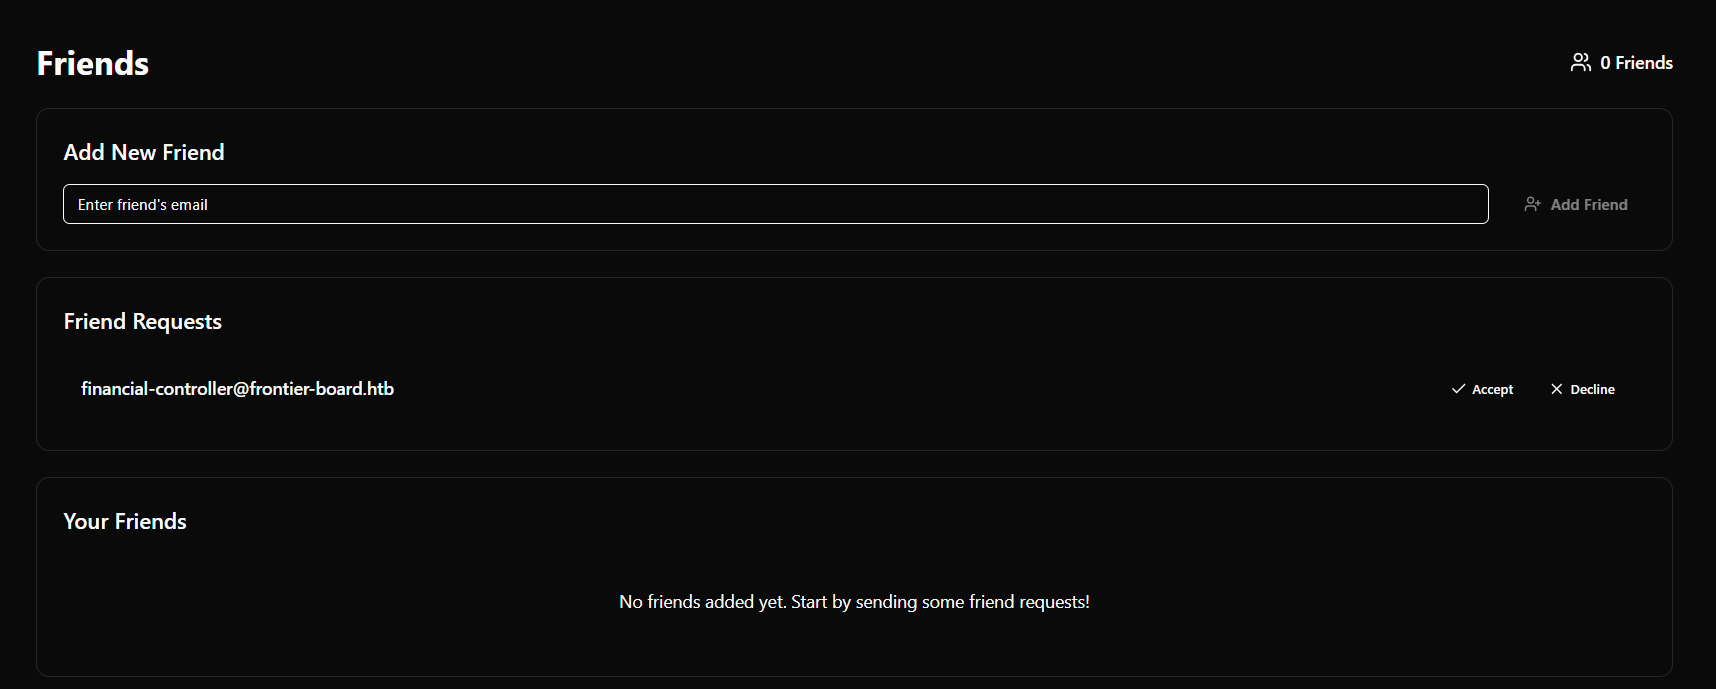 Friends
0 Friends
Add New Friend
Enter friend's email
Add Friend
Friend Requests
financial-controller@frontier-board.htb
Accept
Decline
Your Friends
No friends added yet. Start by sending some friend requests!